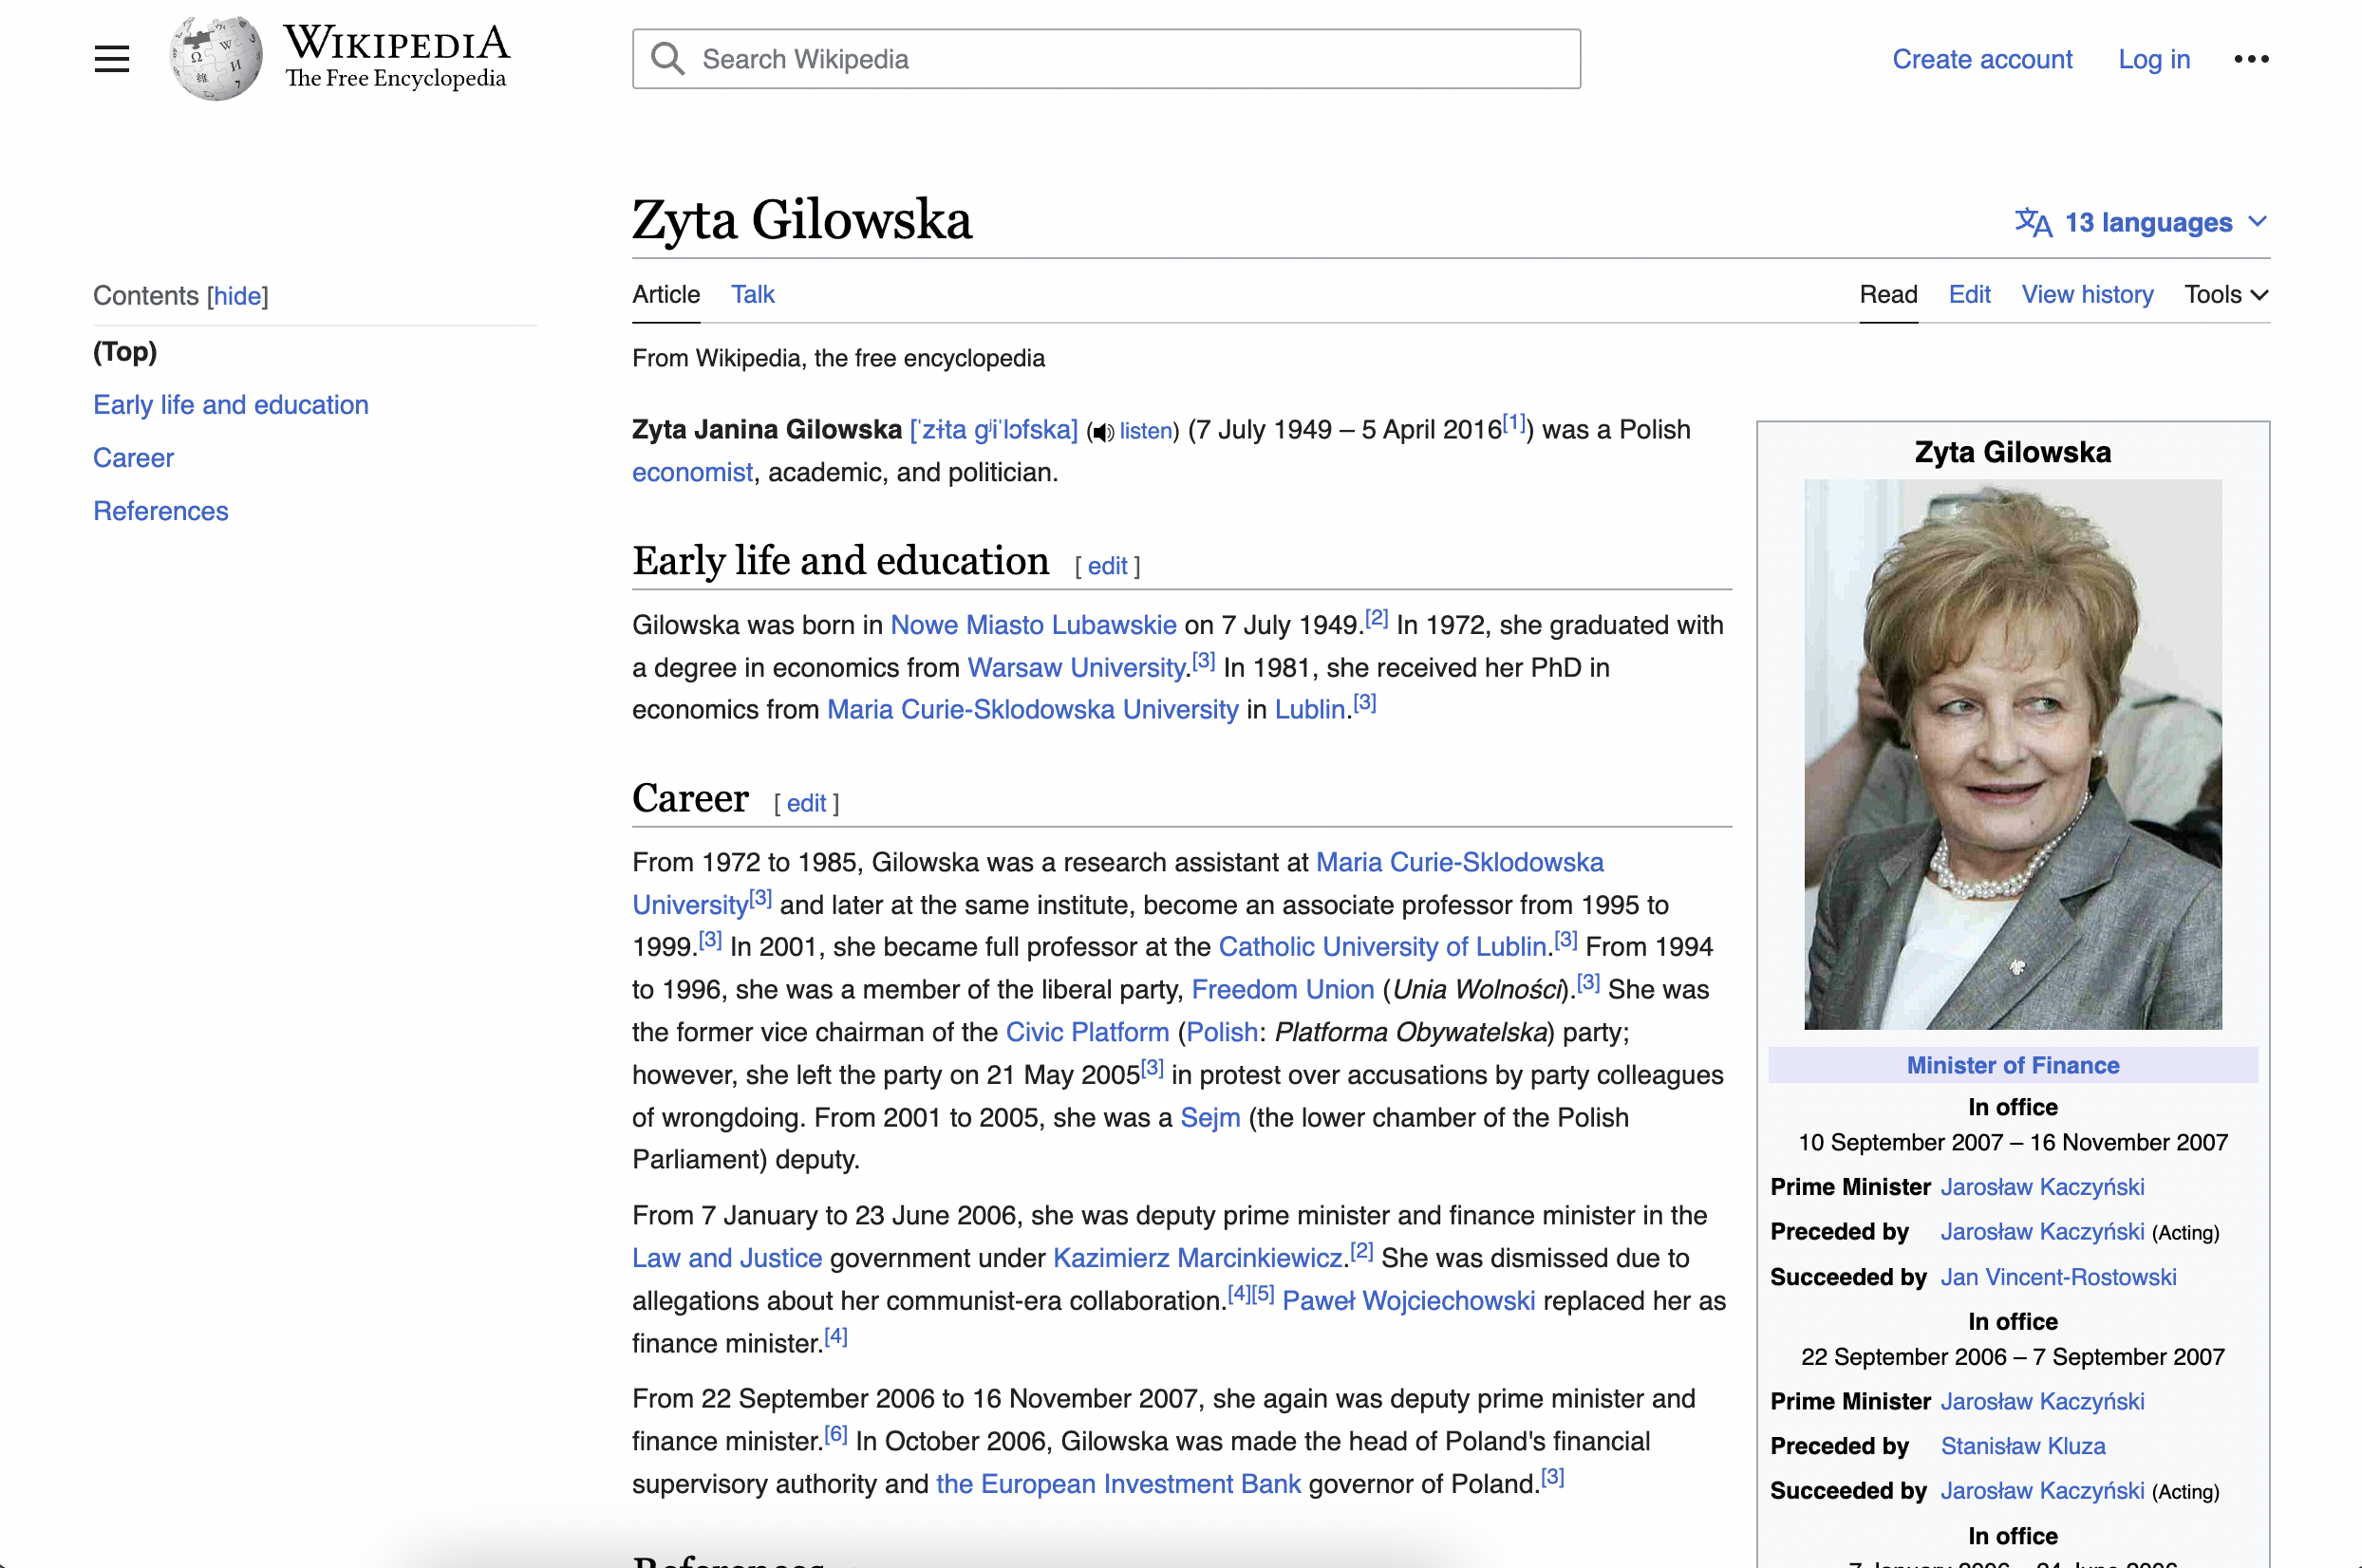 WIKIPEDIA
The Free Encyclopedia
Search Wikipedia
Create account Log in
Zyta Gilowska
13 languages
Contents [hide]
(Top)
Early life and education
Career
References
Article Talk
Read Edit View history Tools
From Wikipedia, the free encyclopedia
Zyta Janina Gilowska [ˈzɨta ɡʲiˈlɔfska] (listen) (7 July 1949 – 5 April 2016[1]) was a Polish
economist, academic, and politician.
Early life and education [ edit ]
Gilowska was born in Nowe Miasto Lubawskie on 7 July 1949.[2] In 1972, she graduated with
a degree in economics from Warsaw University.[3] In 1981, she received her PhD in
economics from Maria Curie-Sklodowska University in Lublin.[3]
Career [ edit ]
From 1972 to 1985, Gilowska was a research assistant at Maria Curie-Sklodowska
University[3] and later at the same institute, become an associate professor from 1995 to
1999.[3] In 2001, she became full professor at the Catholic University of Lublin.[3] From 1994
to 1996, she was a member of the liberal party, Freedom Union (Unia Wolności).[3] She was
the former vice chairman of the Civic Platform (Polish: Platforma Obywatelska) party;
however, she left the party on 21 May 2005[3] in protest over accusations by party colleagues
of wrongdoing. From 2001 to 2005, she was a Sejm (the lower chamber of the Polish
Parliament) deputy.
From 7 January to 23 June 2006, she was deputy prime minister and finance minister in the
Law and Justice government under Kazimierz Marcinkiewicz.[2] She was dismissed due to
allegations about her communist-era collaboration.[4][5] Paweł Wojciechowski replaced her as
finance minister.[4]
From 22 September 2006 to 16 November 2007, she again was deputy prime minister and
finance minister.[6] In October 2006, Gilowska was made the head of Poland's financial
supervisory authority and the European Investment Bank governor of Poland.[3]
References
Zyta Gilowska
Minister of Finance
In office
10 September 2007 – 16 November 2007
Prime Minister Jarosław Kaczyński
Preceded by Jarosław Kaczyński (Acting)
Succeeded by Jan Vincent-Rostowski
In office
22 September 2006 – 7 September 2007
Prime Minister Jarosław Kaczyński
Preceded by Stanisław Kluza
Succeeded by Jarosław Kaczyński (Acting)
In office
7 January 2006 – 24 June 2006